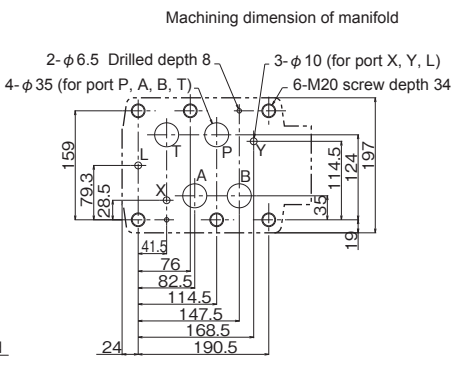 Machining dimension of manifold
2-φ6.5 Drilled depth 8
3-φ10 (for port X, Y, L)
4-φ35 (for port P, A, B, T)
6-M20 screw depth 34
T
P
Y
L
A
B
X
159
79.3
28.5
35
114.5
124
197
19
41.5
76
82.5
114.5
147.5
168.5
24
190.5